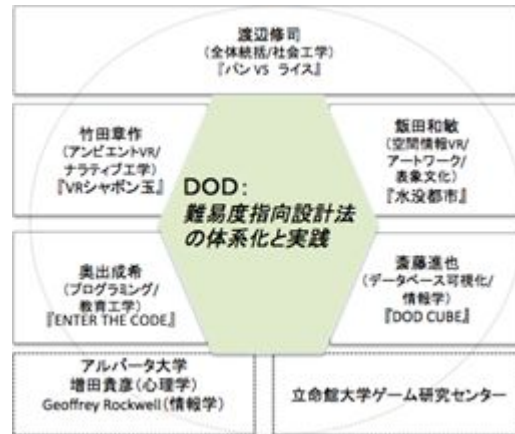 渡辺修司
(全体統括/社会工学)
『パン VS ライス』
竹田章作
(アンビエントVR/
ナラティブ工学)
『VRシャボン玉』
飯田和敏
(空間情報VR/
アートワーク/
表象文化)
『水没都市』
DOD:
難易度指向設計法
の体系化と実践
奥出成希
(プログラミング/
教育工学)
『ENTER THE CODE』
斎藤進也
(データベース可視化/
情報学)
『DOD CUBE』
アルバータ大学
増田貴彦(心理学)
Geoffrey Rockwell(情報学)
立命館大学ゲーム研究センター